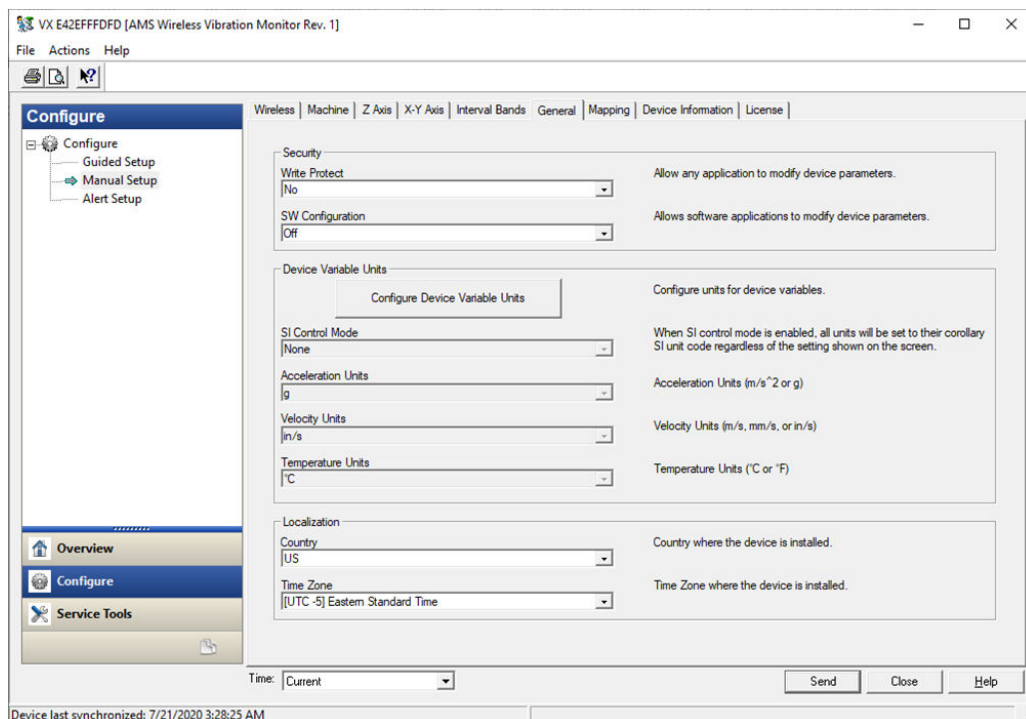 VX E42EFFFDFD [AMS Wireless Vibration Monitor Rev. 1]
File Actions Help
Configure
Configure
Guided Setup
Manual Setup
Alert Setup
Overview
Configure
Service Tools
Wireless Machine Z Axis X-Y Axis Interval Bands General Mapping Device Information License
Security
Write Protect
No
Allow any application to modify device parameters.
SW Configuration
Off
Allows software applications to modify device parameters.
Device Variable Units
Configure Device Variable Units
Configure units for device variables.
SI Control Mode
None
When SI control mode is enabled, all units will be set to their corollary
SI unit code regardless of the setting shown on the screen.
Acceleration Units
g
Acceleration Units (m/s^2 or g)
Velocity Units
in/s
Velocity Units (m/s, mm/s, or in/s)
Temperature Units
°C
Temperature Units (°C or °F)
Localization
Country
US
Country where the device is installed.
Time Zone
[UTC -5] Eastern Standard Time
Time Zone where the device is installed.
Time: Current
Send Close Help
Device last synchronized: 7/21/2020 3:28:25 AM